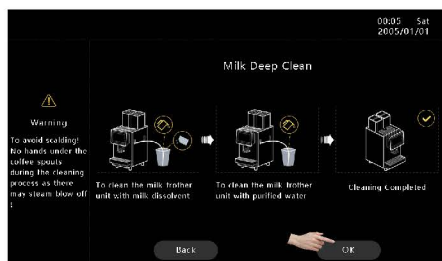 00:05 Sat
2005/01/01
Milk Deep Clean
Warning
To avoid scalding!
No hands under the
coffee spouts
during the cleaning
process as there
may steam blow off
!
To clean the milk frother
unit with milk dissolvent
To clean the milk frother
unit with purified water
Cleaning Completed
Back
OK